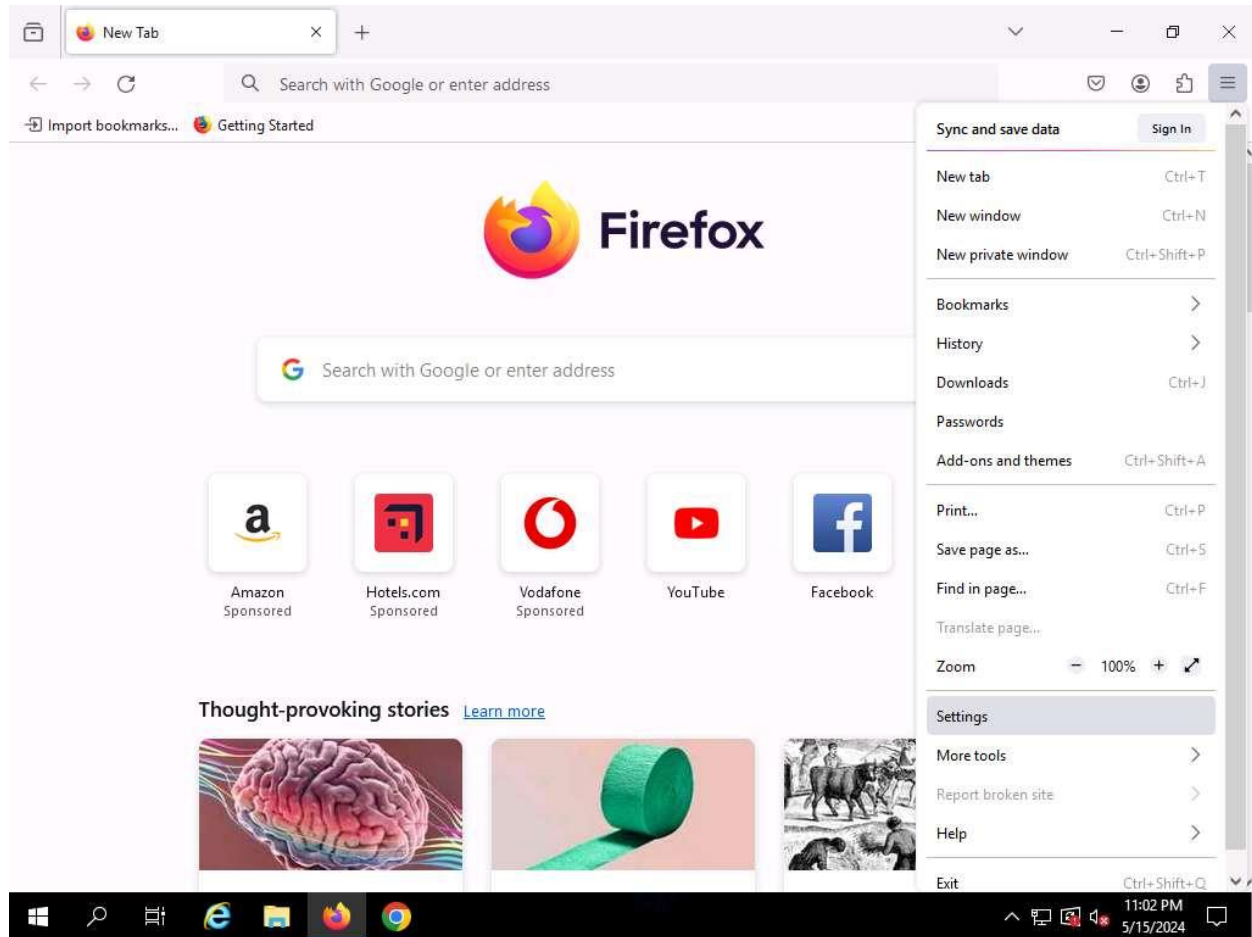 New Tab
Search with Google or enter address
Import bookmarks... Getting Started
Sync and save data Sign In
New tab Ctrl+T
New window Ctrl+N
New private window Ctrl+Shift+P
Bookmarks
History
Downloads Ctrl+J
Passwords
Add-ons and themes Ctrl+Shift+A
Print... Ctrl+P
Save page as... Ctrl+S
Find in page... Ctrl+F
Translate page...
Zoom - 100% +
Settings
More tools
Report broken site
Help
Exit Ctrl+Shift+Q
Firefox
Search with Google or enter address
a
Amazon
Sponsored
Hotels.com
Sponsored
Vodafone
Sponsored
YouTube
f
Facebook
Thought-provoking stories Learn more
11:02 PM
5/15/2024